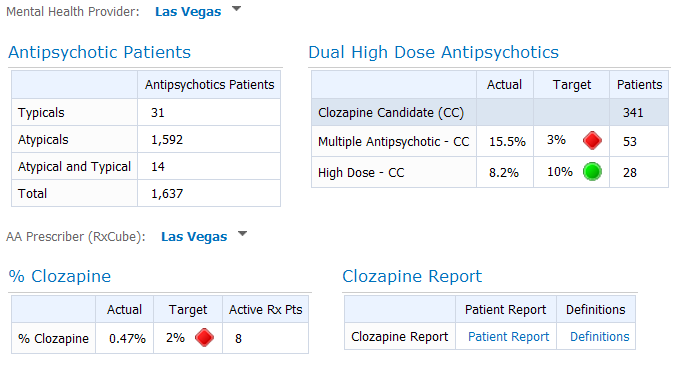 Mental Health Provider: Las Vegas
Antipsychotic Patients
Antipsychotics Patients
Typicals 31
Atypicals 1,592
Atypical and Typical 14
Total 1,637
Dual High Dose Antipsychotics
Actual Target Patients
Clozapine Candidate (CC) 341
Multiple Antipsychotic - CC 15.5% 3% 53
High Dose - CC 8.2% 10% 28
AA Prescriber (RxCube): Las Vegas
% Clozapine
Actual Target Active Rx Pts
% Clozapine 0.47% 2% 8
Clozapine Report
Patient Report Definitions
Clozapine Report Patient Report Definitions